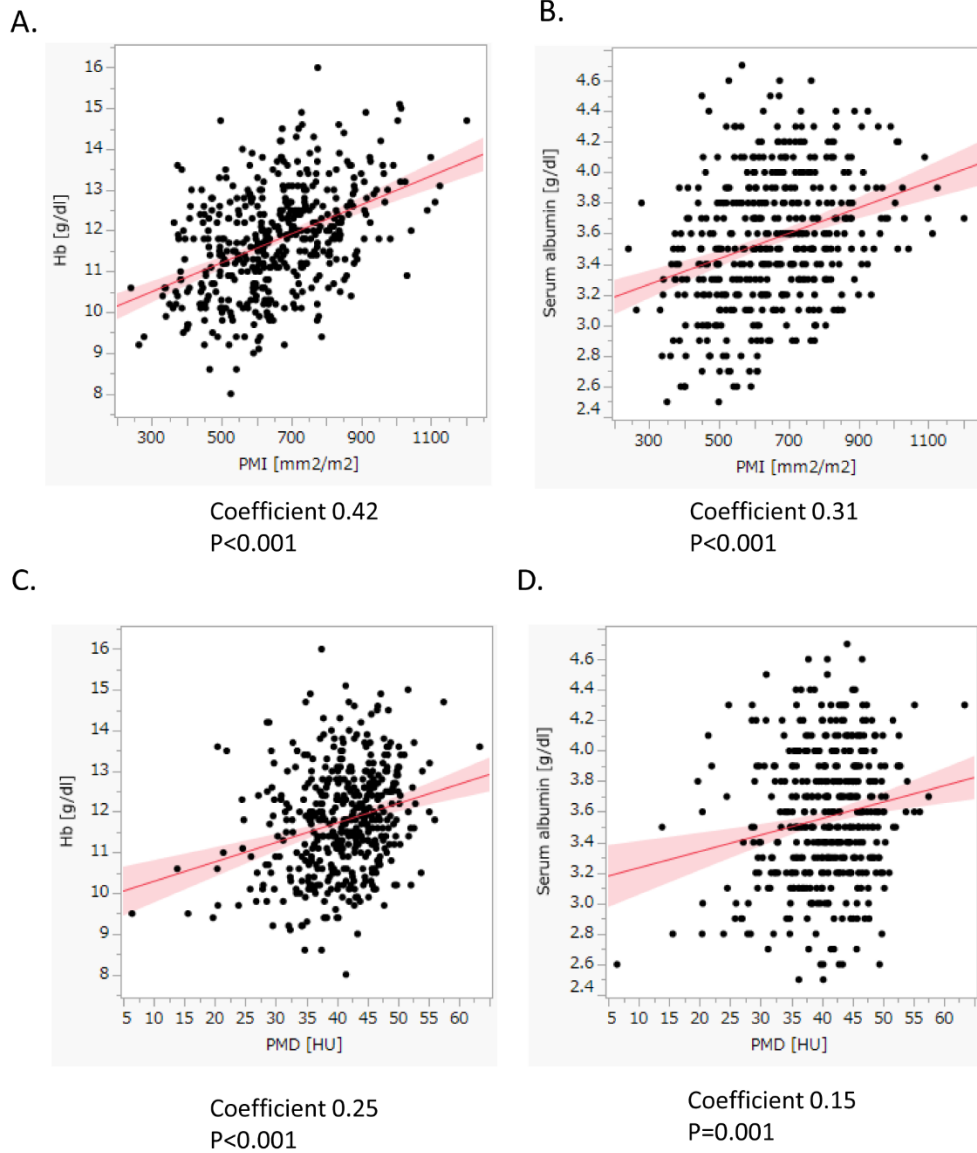 A.
Hb [g/dl]
16
15
14
13
12
11
10
9
8
300 500 700 900 1100
PMI [mm2/m2]
Coefficient 0.42
P<0.001
B.
Serum albumin [g/dl]
4.6
4.4
4.2
4.0
3.8
3.6
3.4
3.2
3.0
2.8
2.6
2.4
300 500 700 900 1100
PMI [mm2/m2]
Coefficient 0.31
P<0.001
C.
Hb [g/dl]
16
15
14
13
12
11
10
9
8
5 10 15 20 25 30 35 40 45 50 55 60
PMD [HU]
Coefficient 0.25
P<0.001
D.
Serum albumin [g/dl]
4.6
4.4
4.2
4.0
3.8
3.6
3.4
3.2
3.0
2.8
2.6
2.4
5 10 15 20 25 30 35 40 45 50 55 60
PMD [HU]
Coefficient 0.15
P=0.001